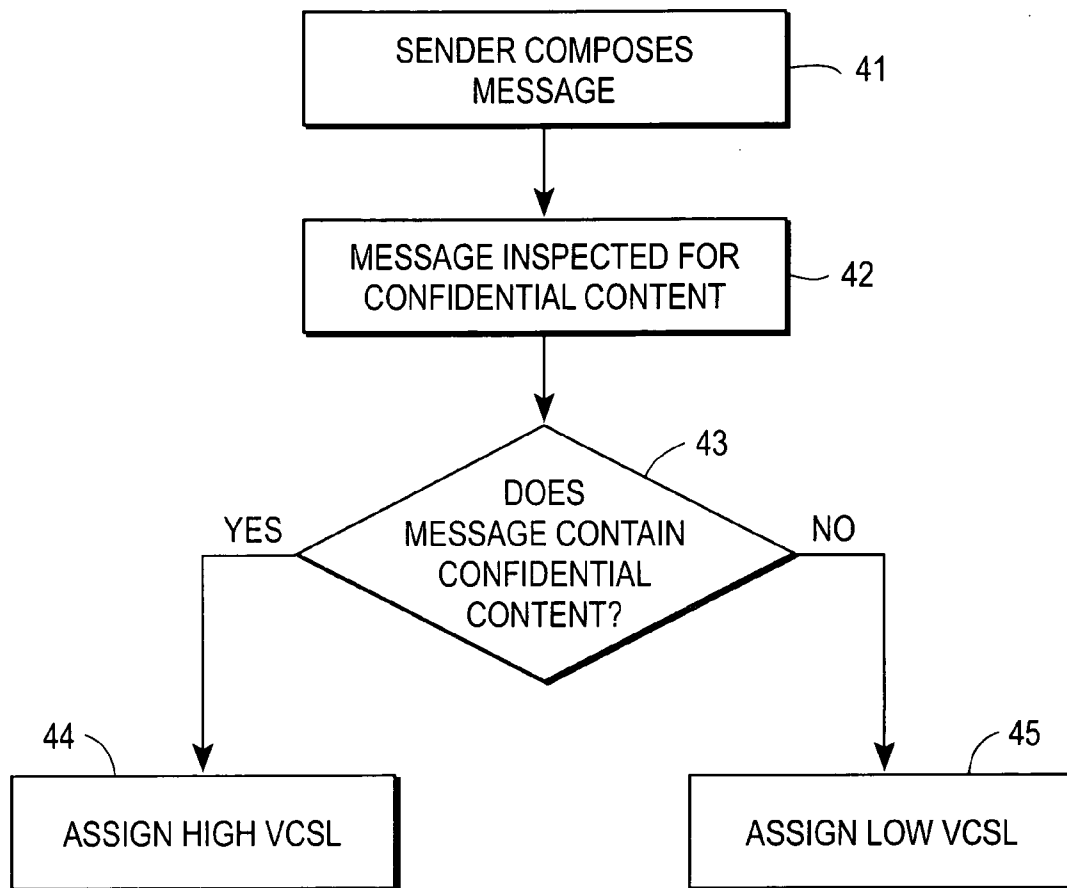 SENDER COMPOSES
MESSAGE
41
MESSAGE INSPECTED FOR
CONFIDENTIAL CONTENT
42
43
DOES
MESSAGE CONTAIN
CONFIDENTIAL
CONTENT?
YES
NO
44
45
ASSIGN HIGH VCSL
ASSIGN LOW VCSL